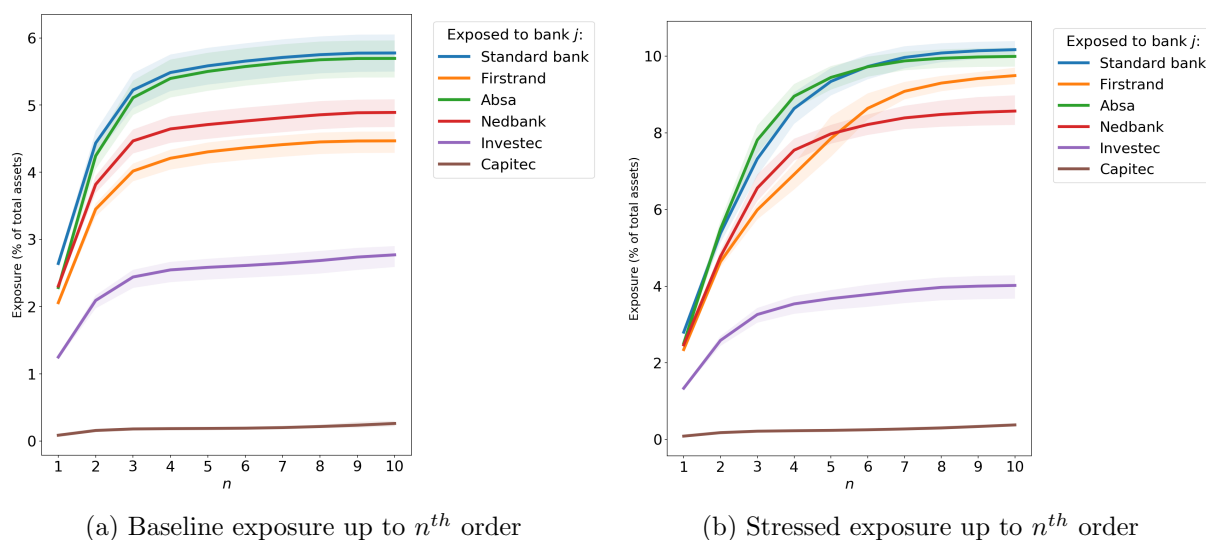 Exposure (% of total assets)
6
5
4
3
2
1
0
1 2 3 4 5 6 7 8 9 10
n
Exposed to bank j:
Standard bank
Firstrand
Absa
Nedbank
Investec
Capitec
(a) Baseline exposure up to nth order
Exposure (% of total assets)
10
8
6
4
2
0
1 2 3 4 5 6 7 8 9 10
n
Exposed to bank j:
Standard bank
Firstrand
Absa
Nedbank
Investec
Capitec
(b) Stressed exposure up to nth order